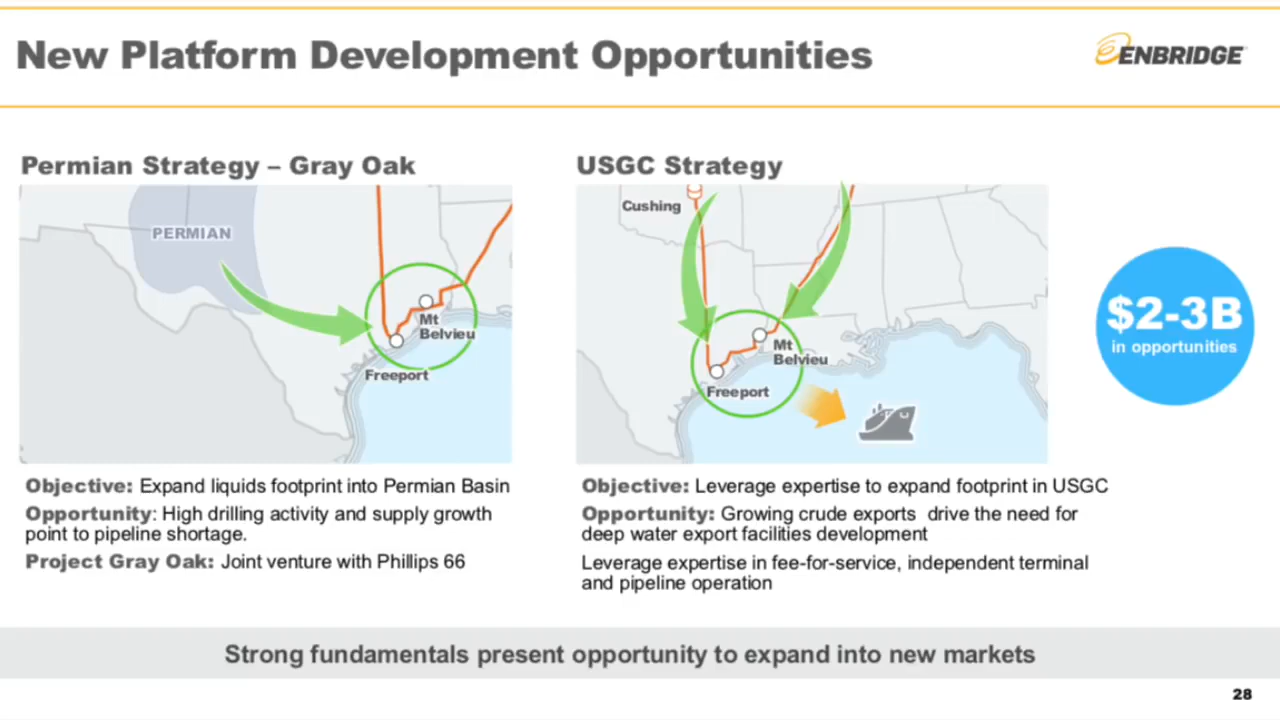 New Platform Development Opportunities
ENBRIDGE
Permian Strategy – Gray Oak
PERMIAN
Mt
Belvieu
Freeport
Objective: Expand liquids footprint into Permian Basin
Opportunity: High drilling activity and supply growth
point to pipeline shortage.
Project Gray Oak: Joint venture with Phillips 66
USGC Strategy
Cushing
Mt
Belvieu
Freeport
Objective: Leverage expertise to expand footprint in USGC
Opportunity: Growing crude exports drive the need for
deep water export facilities development
Leverage expertise in fee-for-service, independent terminal
and pipeline operation
$2-3B
in opportunities
Strong fundamentals present opportunity to expand into new markets
28